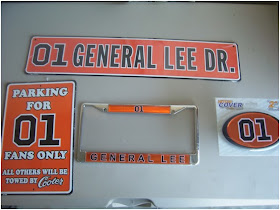 01 GENERAL LEE DR.
PARKING
FOR
01
FANS ONLY
ALL OTHERS WILL BE
TOWED BY Cooter
01
GENERAL LEE
COVER
01